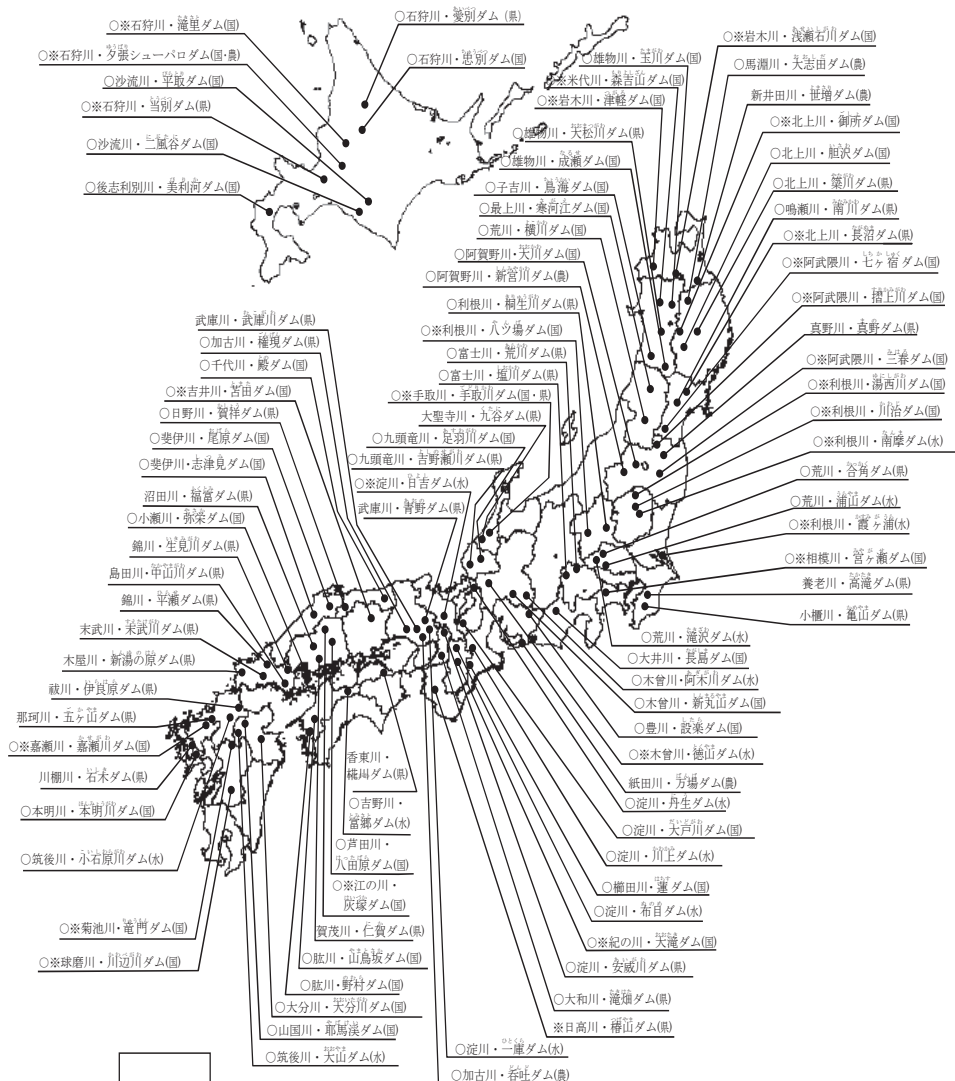 ○※石狩川・滝里ダム(国)
○※石狩川・夕張シューパロダム(国・農)
○沙流川・平取ダム(国)
○※石狩川・当別ダム(県)
○沙流川・二風谷ダム(国)
○後志利別川・美利河ダム(国)
○石狩川・愛別ダム(県)
○石狩川・忠別ダム(国)
○雄物川・玉川ダム(国)
○※米代川・森吉山ダム(国)
○※岩木川・津軽ダム(国)
○雄物川・大松川ダム(県)
○雄物川・成瀬ダム(国)
○子吉川・鳥海ダム(国)
○最上川・寒河江ダム(国)
○荒川・横川ダム(国)
○阿賀野川・大川ダム(国)
○阿賀野川・新宮川ダム(農)
○利根川・桐生川ダム(県)
○※利根川・八ッ場ダム(国)
○富士川・荒川ダム(県)
○富士川・塩川ダム(県)
○※手取川・手取川ダム(国・県)
大聖寺川・九谷ダム(県)
○九頭竜川・足羽川ダム(国)
○九頭竜川・吉野瀬川ダム(県)
○※淀川・日吉ダム(水)
武庫川・青野ダム(県)
○※岩木川・浅瀬石川ダム(国)
○馬淵川・大志田ダム(農)
新井田川・世増ダム(農)
○※北上川・御所ダム(国)
○北上川・胆沢ダム(国)
○北上川・簗川ダム(県)
○鳴瀬川・南川ダム(県)
○※北上川・長沼ダム(県)
○※阿武隈川・七ヶ宿ダム(国)
○※阿武隈川・摺上川ダム(国)
真野川・真野ダム(県)
○※阿武隈川・三春ダム(国)
○※利根川・湯西川ダム(国)
○※利根川・川治ダム(国)
○※利根川・南摩ダム(水)
○荒川・合角ダム(県)
○荒川・浦山ダム(水)
○※利根川・霞ヶ浦(水)
○※相模川・宮ヶ瀬ダム(国)
養老川・高滝ダム(県)
小櫃川・亀山ダム(県)
武庫川・武庫川ダム(県)
○加古川・権現ダム(県)
○千代川・殿ダム(国)
○※吉井川・苫田ダム(国)
○日野川・賀祥ダム(県)
○斐伊川・尾原ダム(国)
○斐伊川・志津見ダム(国)
沼田川・福富ダム(県)
○小瀬川・弥栄ダム(国)
錦川・生見川ダム(県)
島田川・中山川ダム(県)
錦川・平瀬ダム(県)
末武川・末武川ダム(県)
木屋川・新湯の原ダム(県)
祓川・伊良原ダム(県)
那珂川・五ヶ山ダム(県)
○※嘉瀬川・嘉瀬川ダム(国)
川棚川・石木ダム(県)
○本明川・本明川ダム(国)
○筑後川・小石原川ダム(水)
○※菊池川・竜門ダム(国)
○※球磨川・川辺川ダム(国)
○荒川・滝沢ダム(水)
○大井川・長島ダム(国)
○木曽川・阿木川ダム(水)
○木曽川・新丸山ダム(国)
○豊川・設楽ダム(国)
○※木曽川・徳山ダム(水)
紙田川・万場ダム(農)
○淀川・丹生ダム(水)
○淀川・大戸川ダム(国)
○淀川・川上ダム(水)
○櫛田川・蓮ダム(国)
○淀川・布目ダム(水)
○※紀の川・大滝ダム(国)
○淀川・安威川ダム(県)
○大和川・滝畑ダム(県)
※日高川・椿山ダム(県)
○淀川・一庫ダム(水)
○加古川・呑吐ダム(農)
香東川・
椛川ダム(県)
○吉野川・
富郷ダム(水)
○芦田川・
八田原ダム(国)
○※江の川・
灰塚ダム(国)
賀茂川・仁賀ダム(県)
○肱川・山鳥坂ダム(国)
○肱川・野村ダム(国)
○大分川・大分川ダム(国)
○山国川・耶馬渓ダム(国)
○筑後川・大山ダム(水)